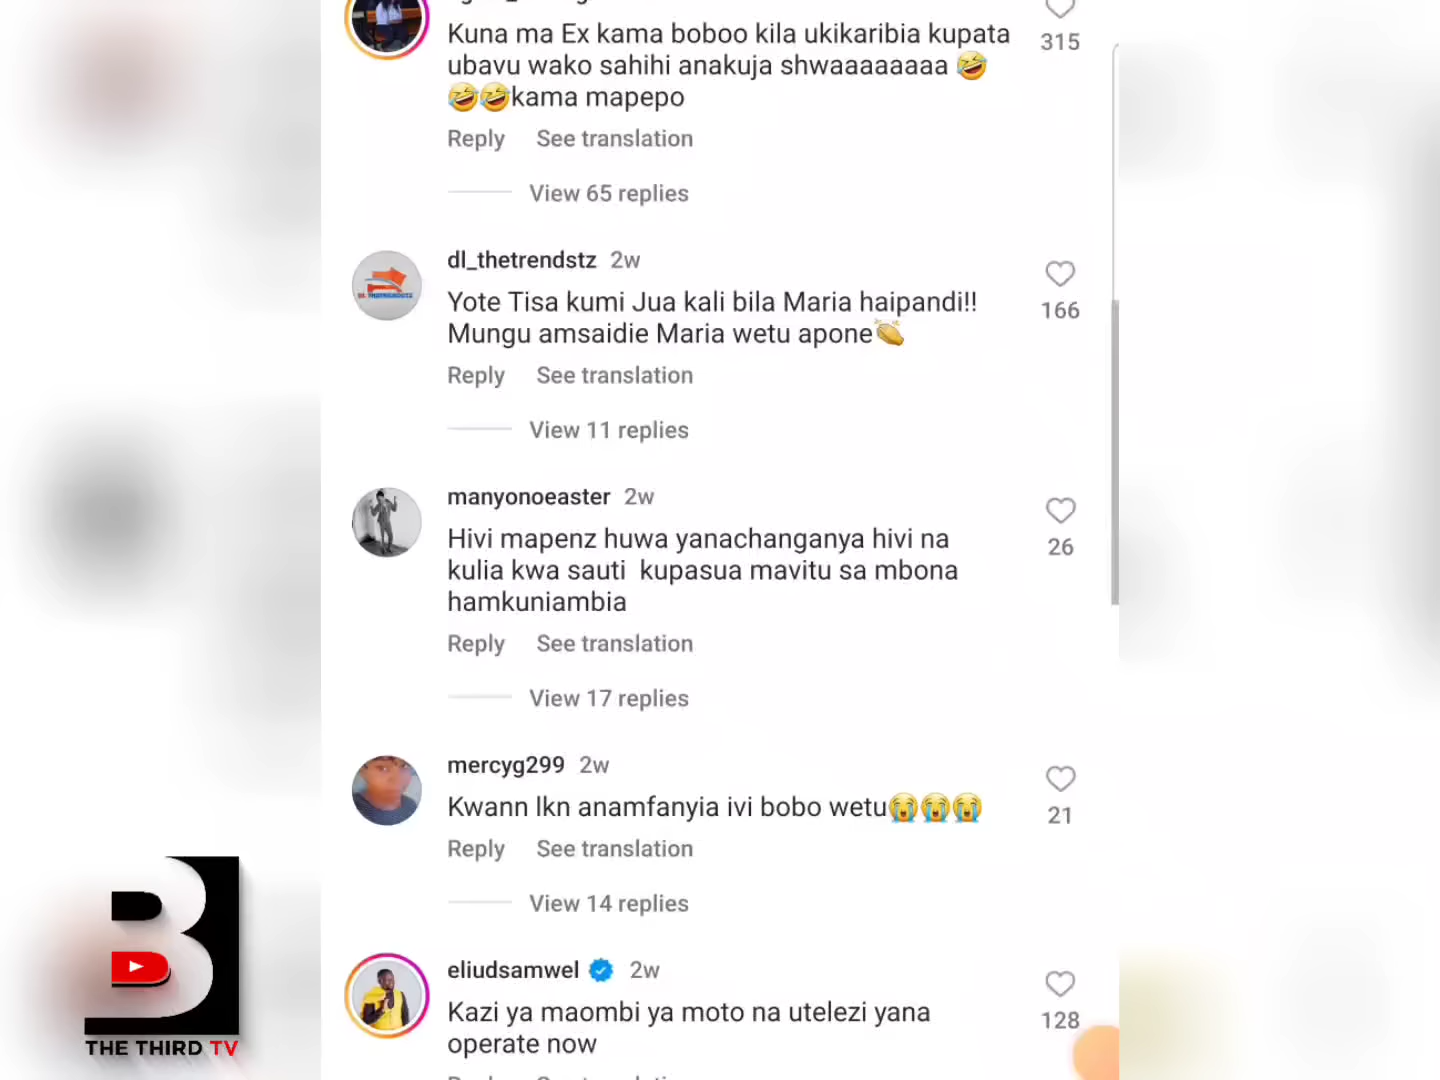 Kuna ma Ex kama boboo kila ukikaribia kupata
ubavu wako sahihi anakuja shwaaaaaaaa 🤣
🤣🤣kama mapepo
315
Reply See translation
View 65 replies
dl_thetrendstz 2w
Yote Tisa kumi Jua kali bila Maria haipandi!!
Mungu amsaidie Maria wetu apone👏
166
Reply See translation
View 11 replies
manyonoeaster 2w
Hivi mapenz huwa yanachanganya hivi na
kulia kwa sauti kupasua mavitu sa mbona
hamkuniambia
26
Reply See translation
View 17 replies
mercyg299 2w
Kwann lkn anamfanyia ivi bobo wetu😭😭😭
21
Reply See translation
View 14 replies
eliudsamwel 2w
Kazi ya maombi ya moto na utelezi yana
operate now
128
THE THIRD TV